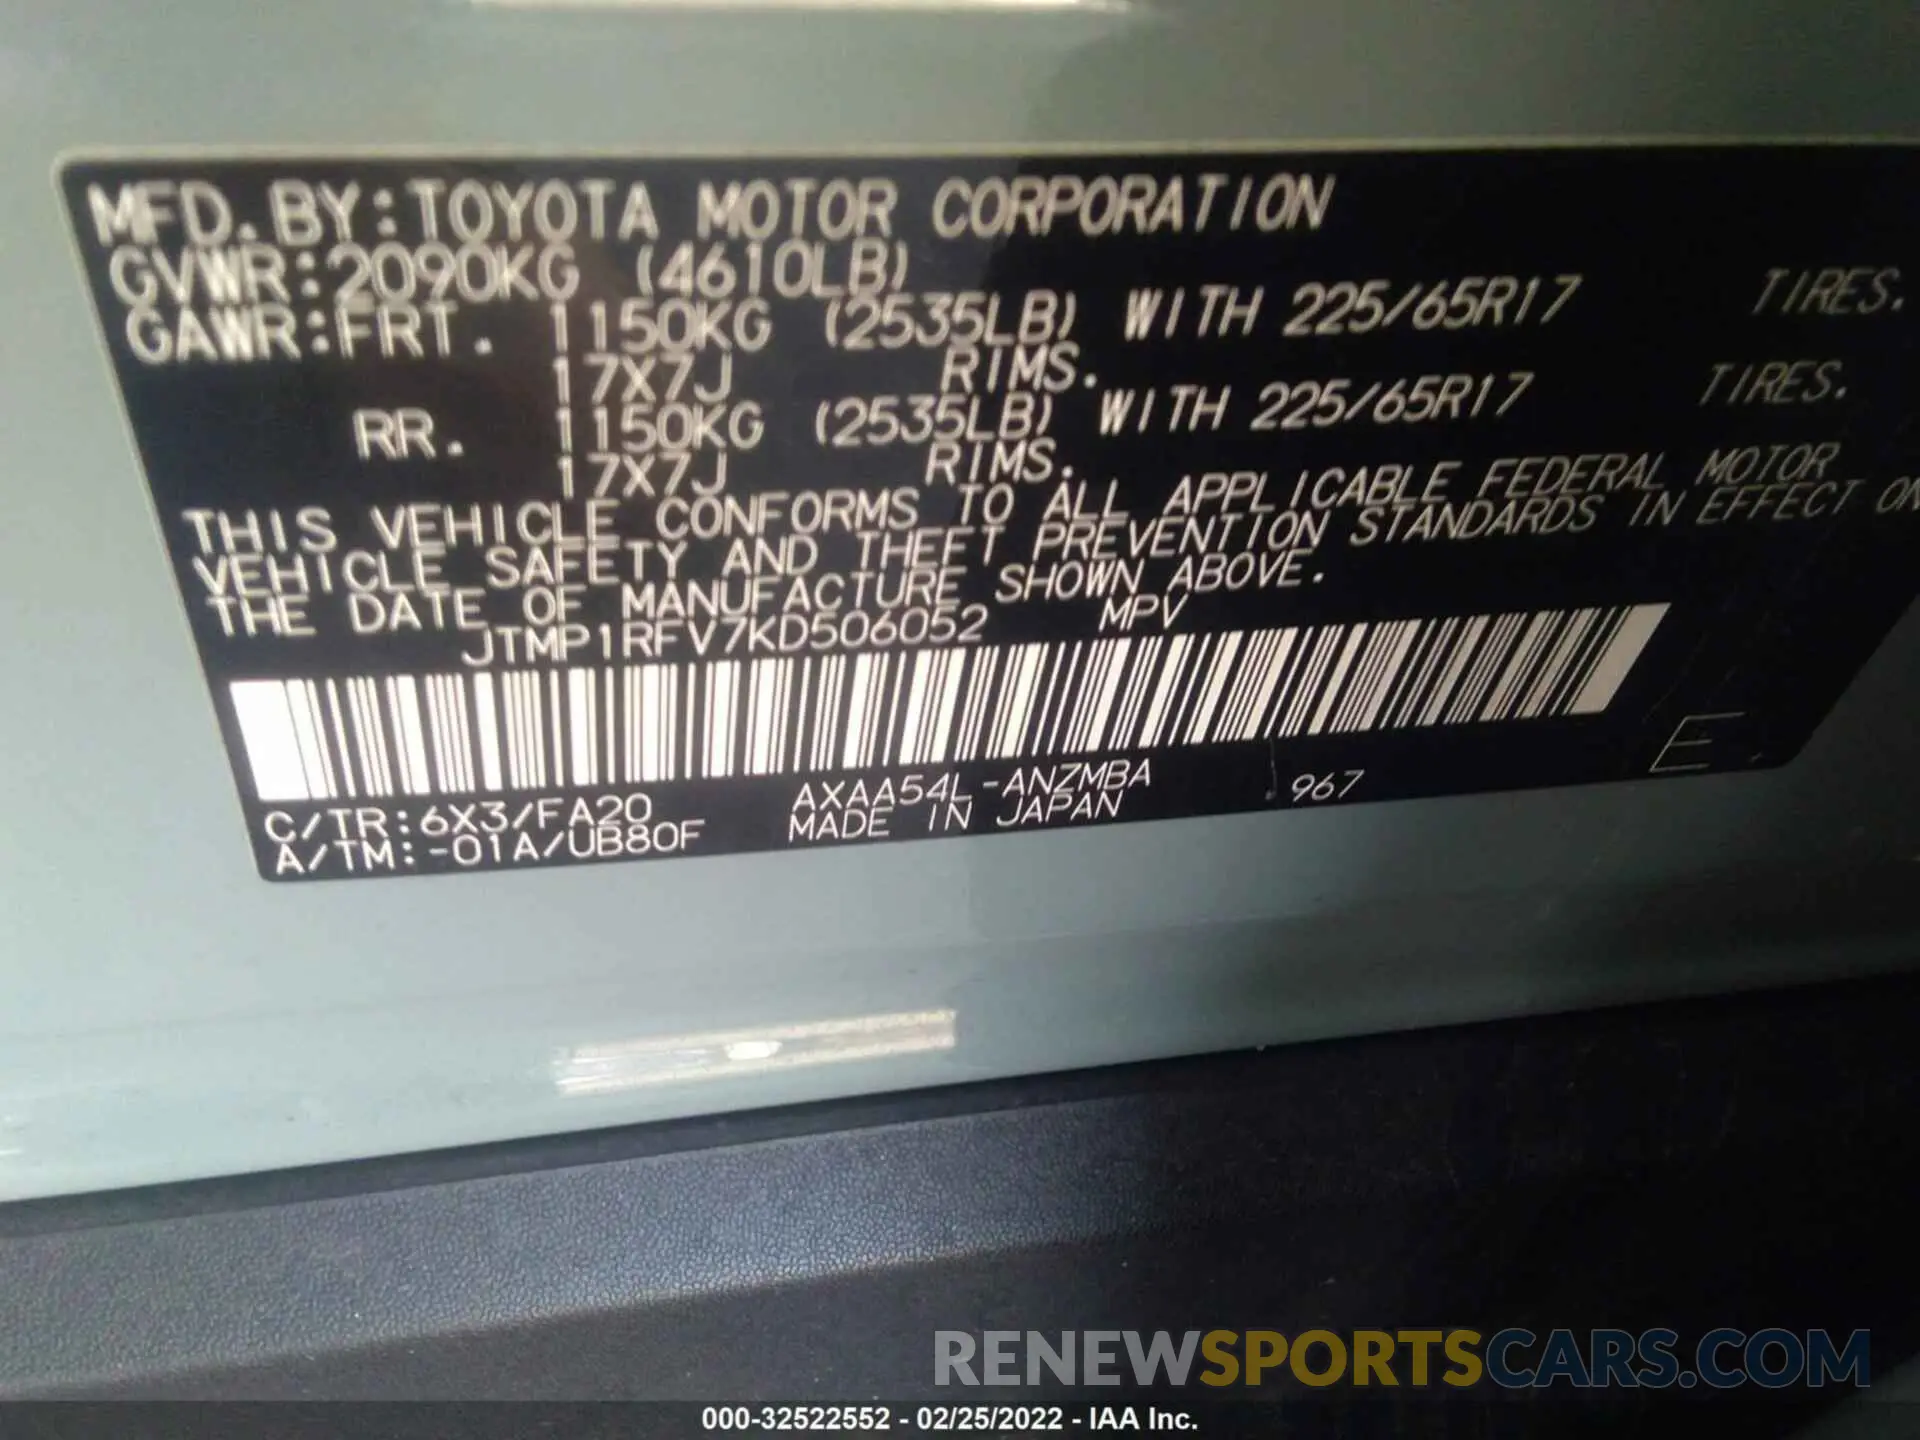 MFD.BY:TOYOTA MOTOR CORPORATION
GVWR:2090KG (4610LB)
GAWR:FRT. 1150KG (2535LB) WITH 225/65R17 TIRES.
17X7J RIMS.
RR. 1150KG (2535LB) WITH 225/65R17 TIRES.
17X7J RIMS.
THIS VEHICLE CONFORMS TO ALL APPLICABLE FEDERAL MOTOR
VEHICLE SAFETY AND THEFT PREVENTION STANDARDS IN EFFECT ON
THE DATE OF MANUFACTURE SHOWN ABOVE.
JTMP1RFV7KD506052 MPV
C/TR:6X3/FA20 AXAA54L-ANZMBA 967 E
A/TM:-01A/UB80F MADE IN JAPAN
RENEWSPORTSCARS.COM
000-32522552 - 02/25/2022 - IAA Inc.